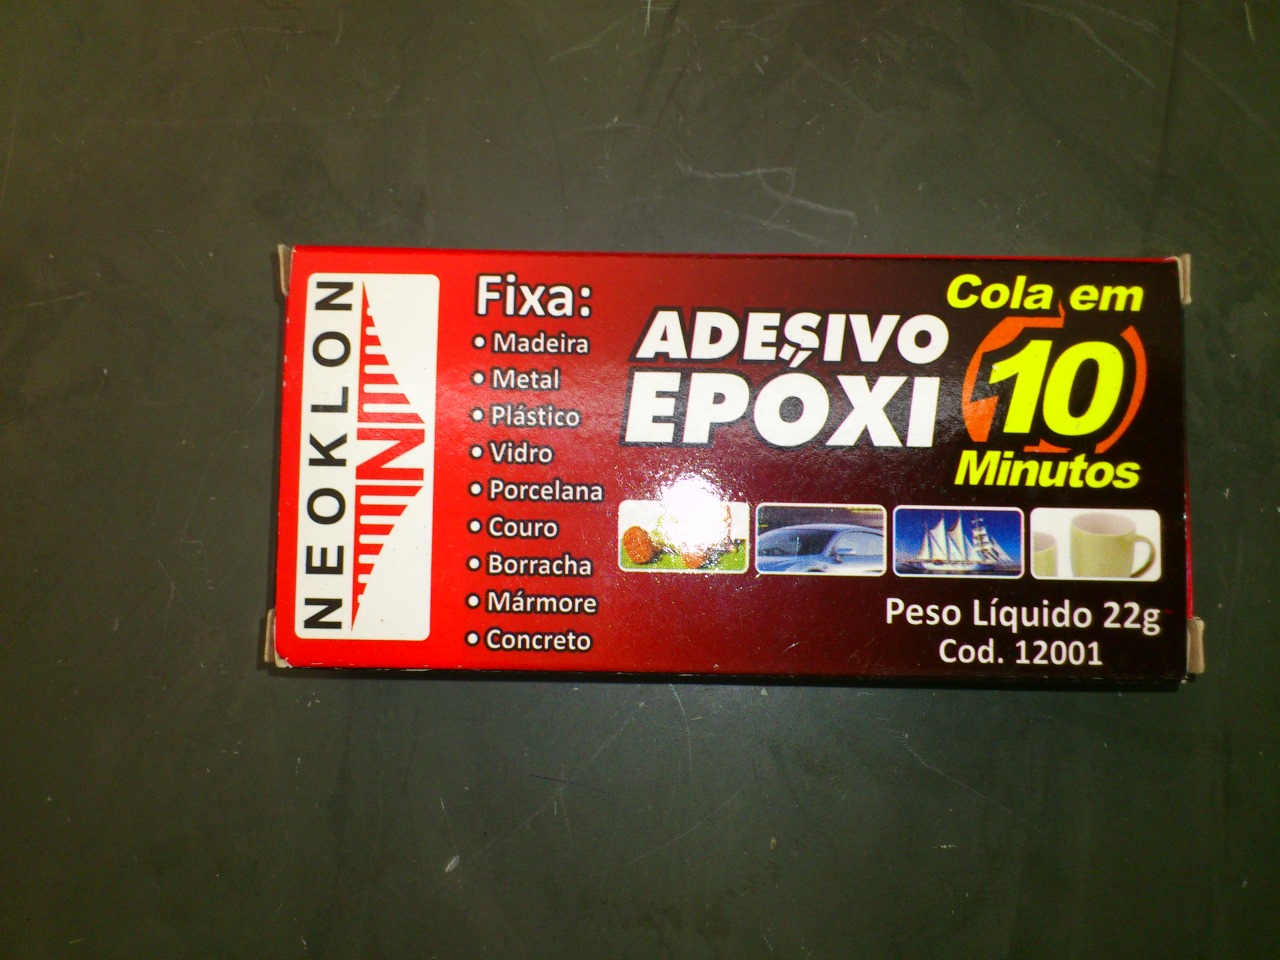 NEOKLON
N
Fixa:
• Madeira
• Metal
• Plástico
• Vidro
• Porcelana
• Couro
• Borracha
• Mármore
• Concreto
ADESIVO
EPÓXI
Cola em
10
Minutos
Peso Líquido 22g
Cod. 12001